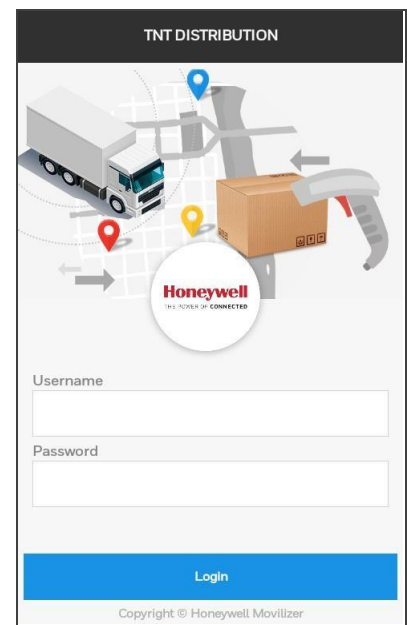 TNT DISTRIBUTION
Honeywell
THE POWER OF CONNECTED
Username
Password
Login
Copyright © Honeywell Movilizer